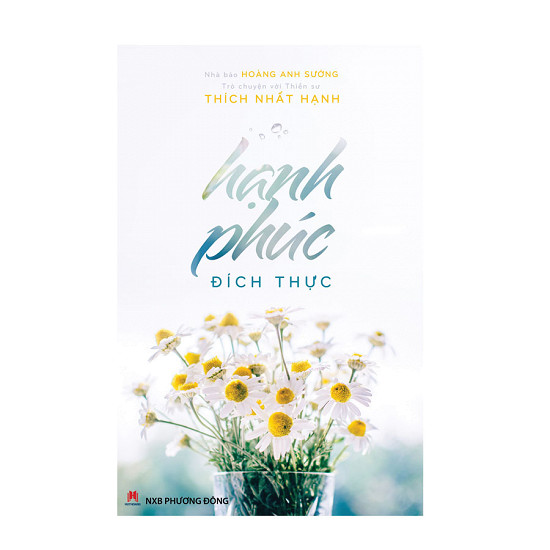 Nhà báo HOÀNG ANH SƯỚNG
Trò chuyện với Thiền sư
THÍCH NHẤT HẠNH
hạnh
phúc
ĐÍCH THỰC
NXB PHƯƠNG ĐÔNG